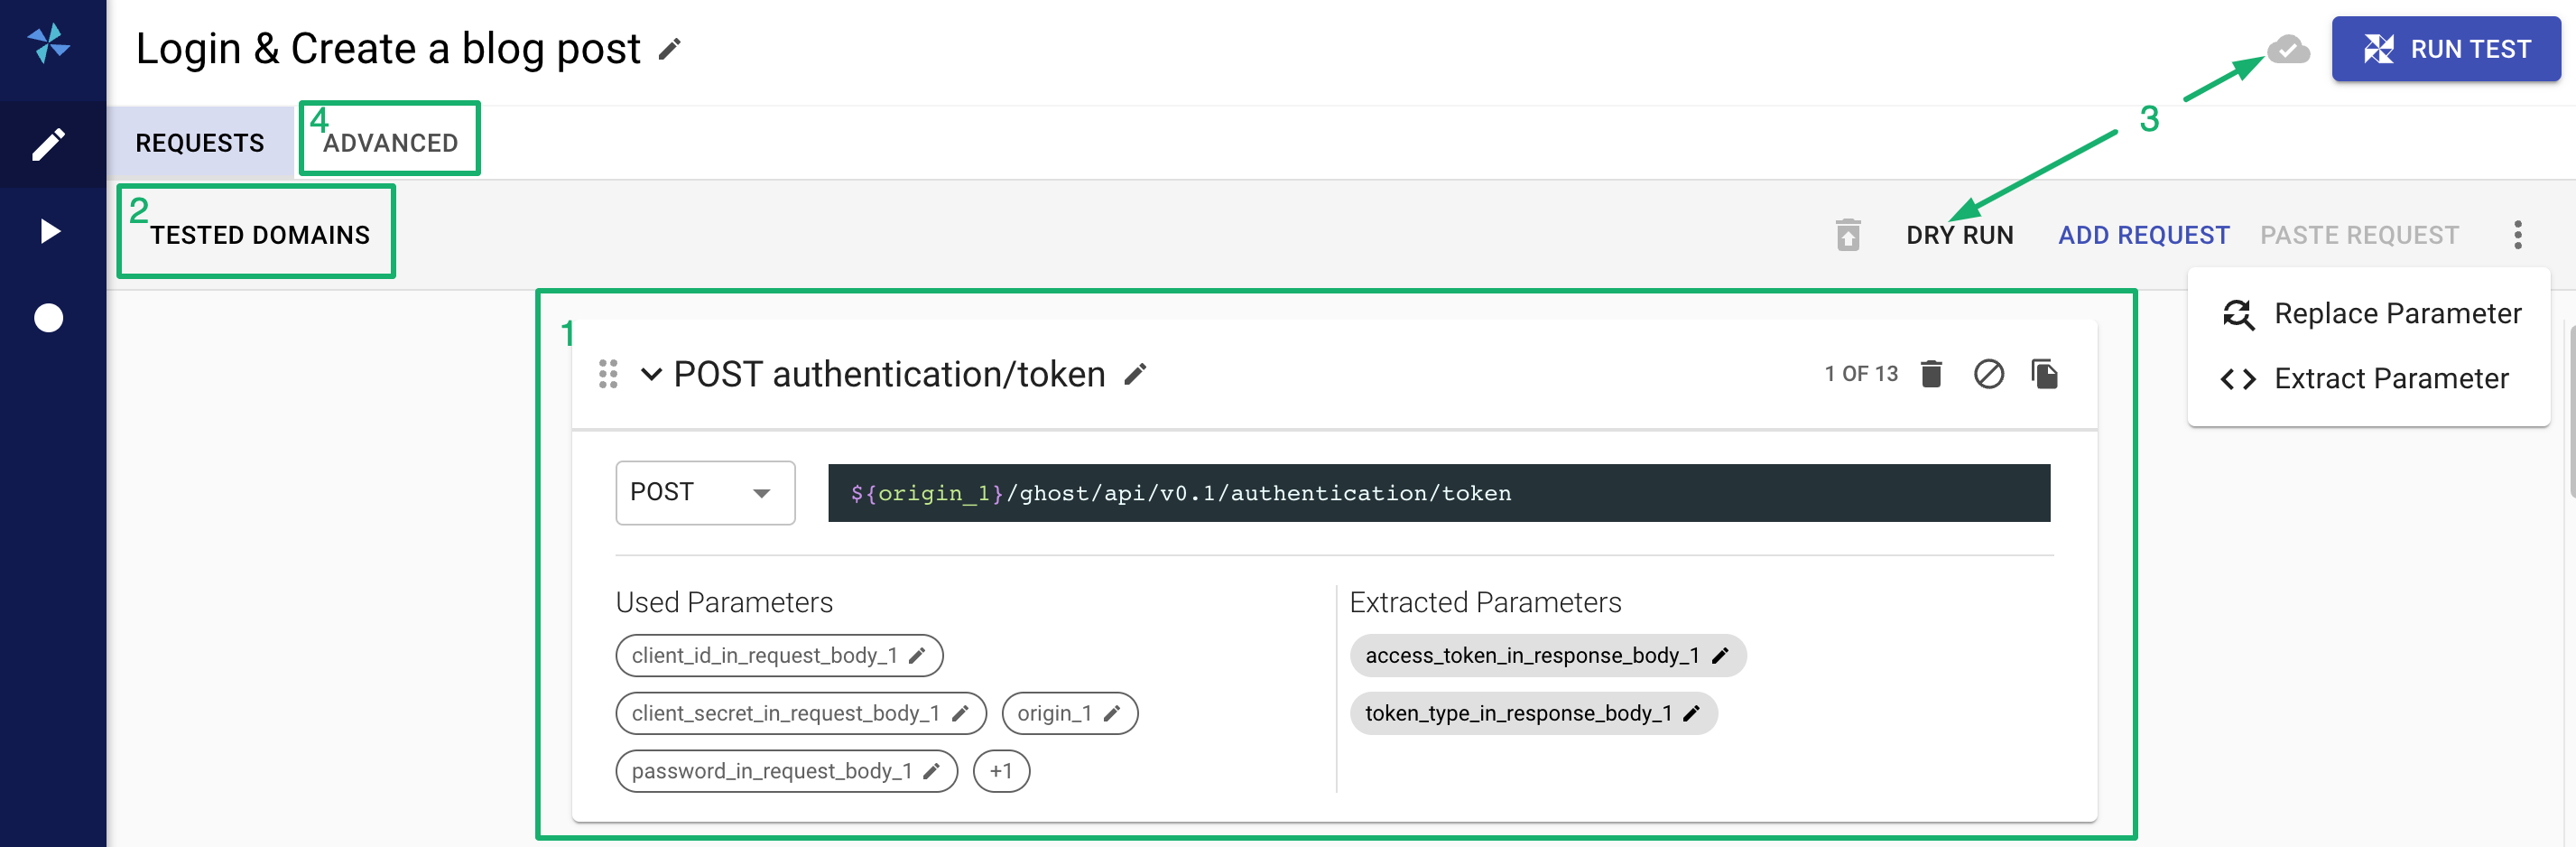 Login & Create a blog post
RUN TEST
3
REQUESTS
4
ADVANCED
2
TESTED DOMAINS
DRY RUN
ADD REQUEST
PASTE REQUEST
Replace Parameter
Extract Parameter
1
POST authentication/token
1 OF 13
POST
${origin_1}/ghost/api/v0.1/authentication/token
Used Parameters
client_id_in_request_body_1
client_secret_in_request_body_1
origin_1
password_in_request_body_1
+1
Extracted Parameters
access_token_in_response_body_1
token_type_in_response_body_1